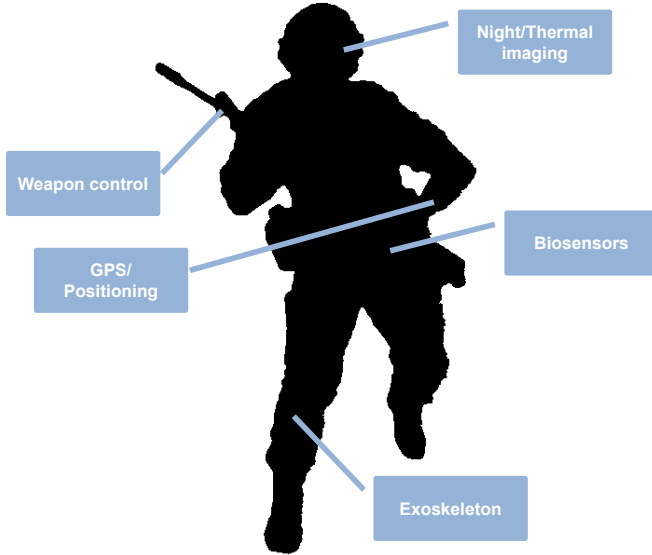 Night/Thermal
imaging
Weapon control
Biosensors
GPS/
Positioning
Exoskeleton